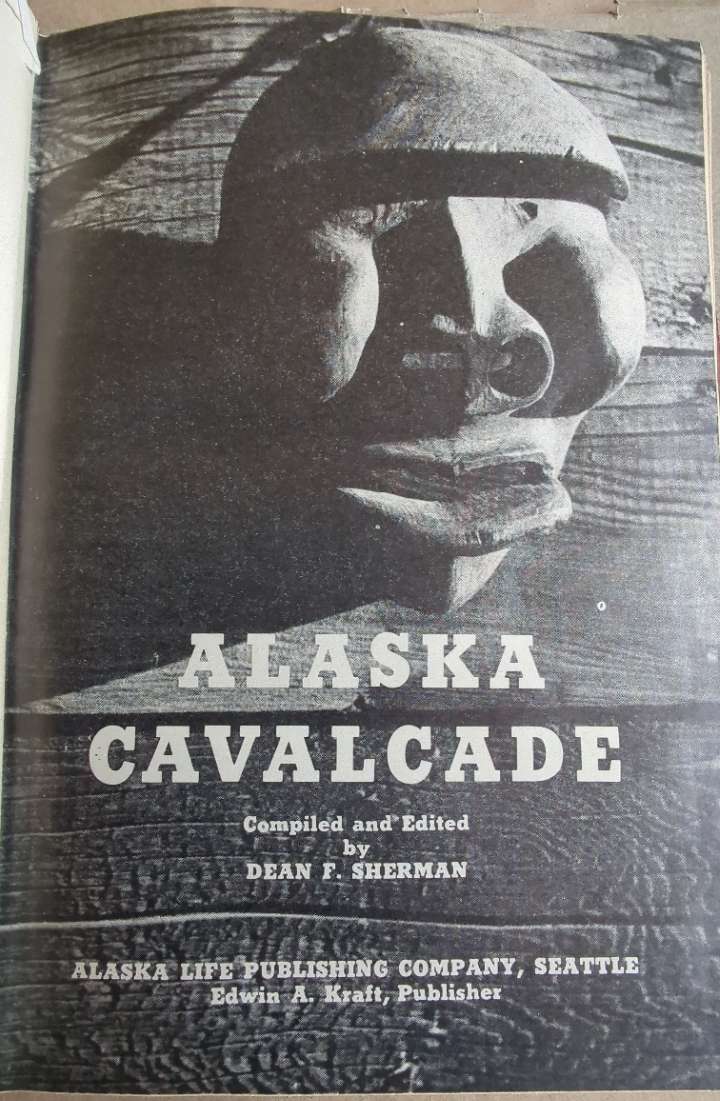 ALASKA
CAVALCADE
Compiled and Edited
by
DEAN F. SHERMAN
ALASKA LIFE PUBLISHING COMPANY, SEATTLE
Edwin A. Kraft, Publisher